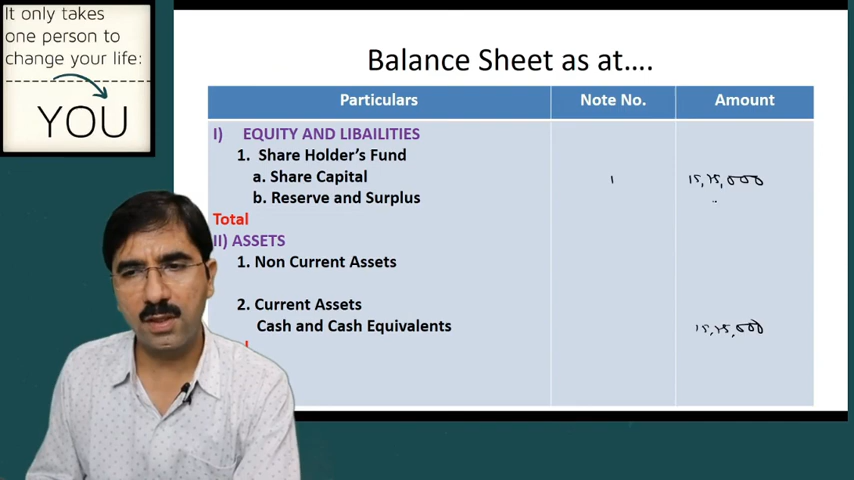 It only takes
one person to
change your life:
YOU
Balance Sheet as at....
Particulars Note No. Amount
I) EQUITY AND LIBAILITIES
1. Share Holder's Fund
a. Share Capital 1 15,75,000
b. Reserve and Surplus
Total
II) ASSETS
1. Non Current Assets
2. Current Assets
Cash and Cash Equivalents 15,75,000